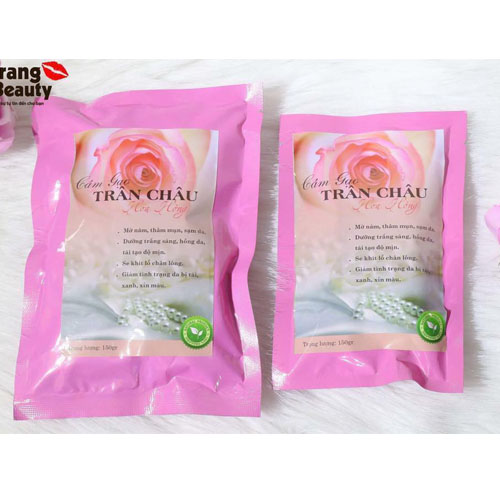 rang
Beauty
Cám Gạo
TRÂN CHÂU
Hoa Hồng
. Mờ nám, thâm mụn, sạm da.
. Dưỡng trắng sáng, hồng da,
tái tạo độ mịn.
. Se khít lỗ chân lông.
. Giảm tình trạng da bị tái,
xanh, xỉn màu.
Trọng lượng: 150gr
Cám Gạo
TRÂN CHÂU
Hoa Hồng
. Mờ nám, thâm mụn, sạm da.
. Dưỡng trắng sáng, hồng da,
tái tạo độ mịn.
. Se khít lỗ chân lông.
. Giảm tình trạng da bị tái,
xanh, xỉn màu.
Trọng lượng: 150gr